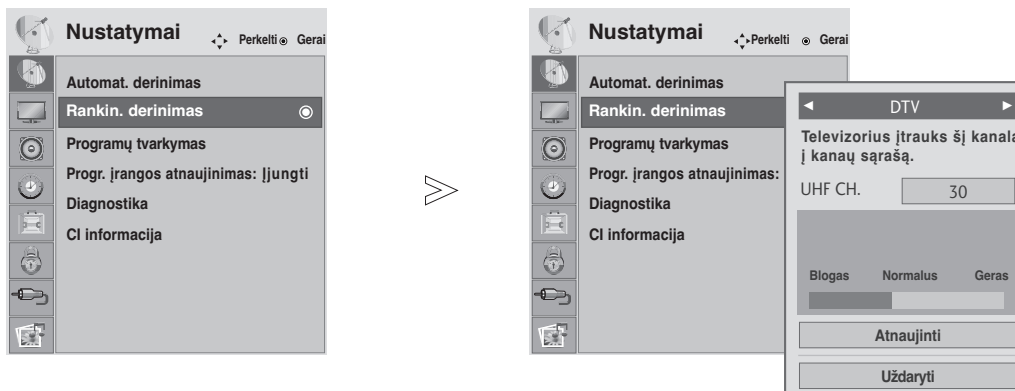 Nustatymai Perkelti Gerai
Automat. derinimas
Rankin. derinimas
Programų tvarkymas
Progr. įrangos atnaujinimas: Įjungti
Diagnostika
CI informacija
Nustatymai Perkelti Gerai
Automat. derinimas
Rankin. derinimas
Programų tvarkymas
Progr. įrangos atnaujinimas:
Diagnostika
CI informacija
DTV
Televizorius įtrauks šį kanala
į kanaų sąrašą.
UHF CH. 30
Blogas Normalus Geras
Atnaujinti
Uždaryti